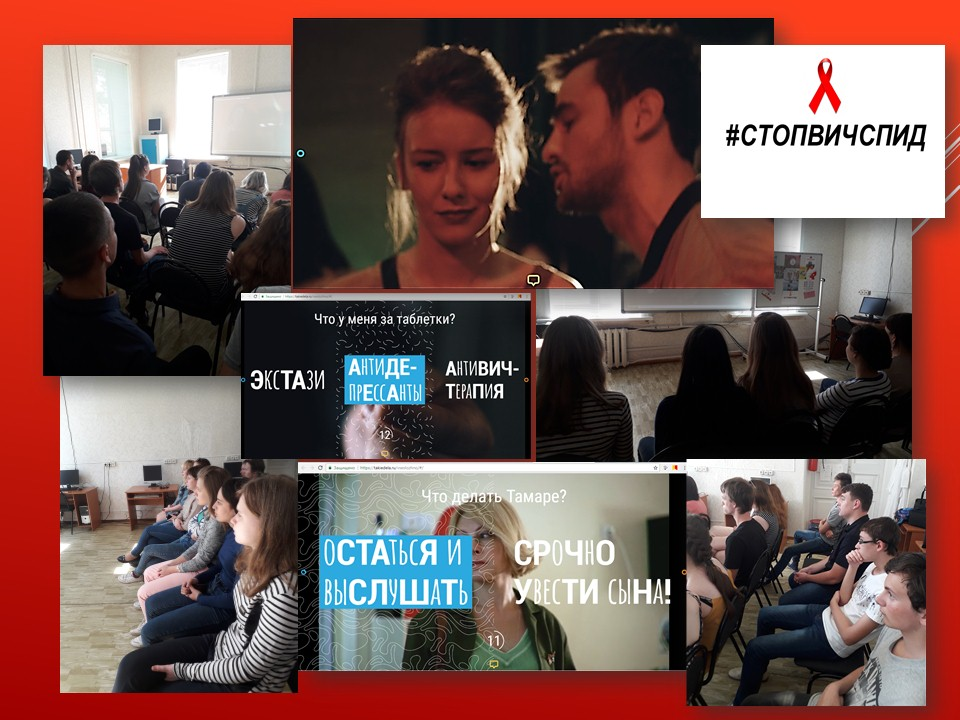 #СТОПВИЧСПИД
Что у меня за таблетки?
ЭКСТАЗИ
АНТИДЕ-
ПРЕССАНТЫ
АНТИВИЧ-
ТЕРАПИЯ
12
Что делать Тамаре?
ОСТАТЬСЯ И
ВЫСЛУШАТЬ
СРОЧНО
УВЕСТИ СЫНА!
11